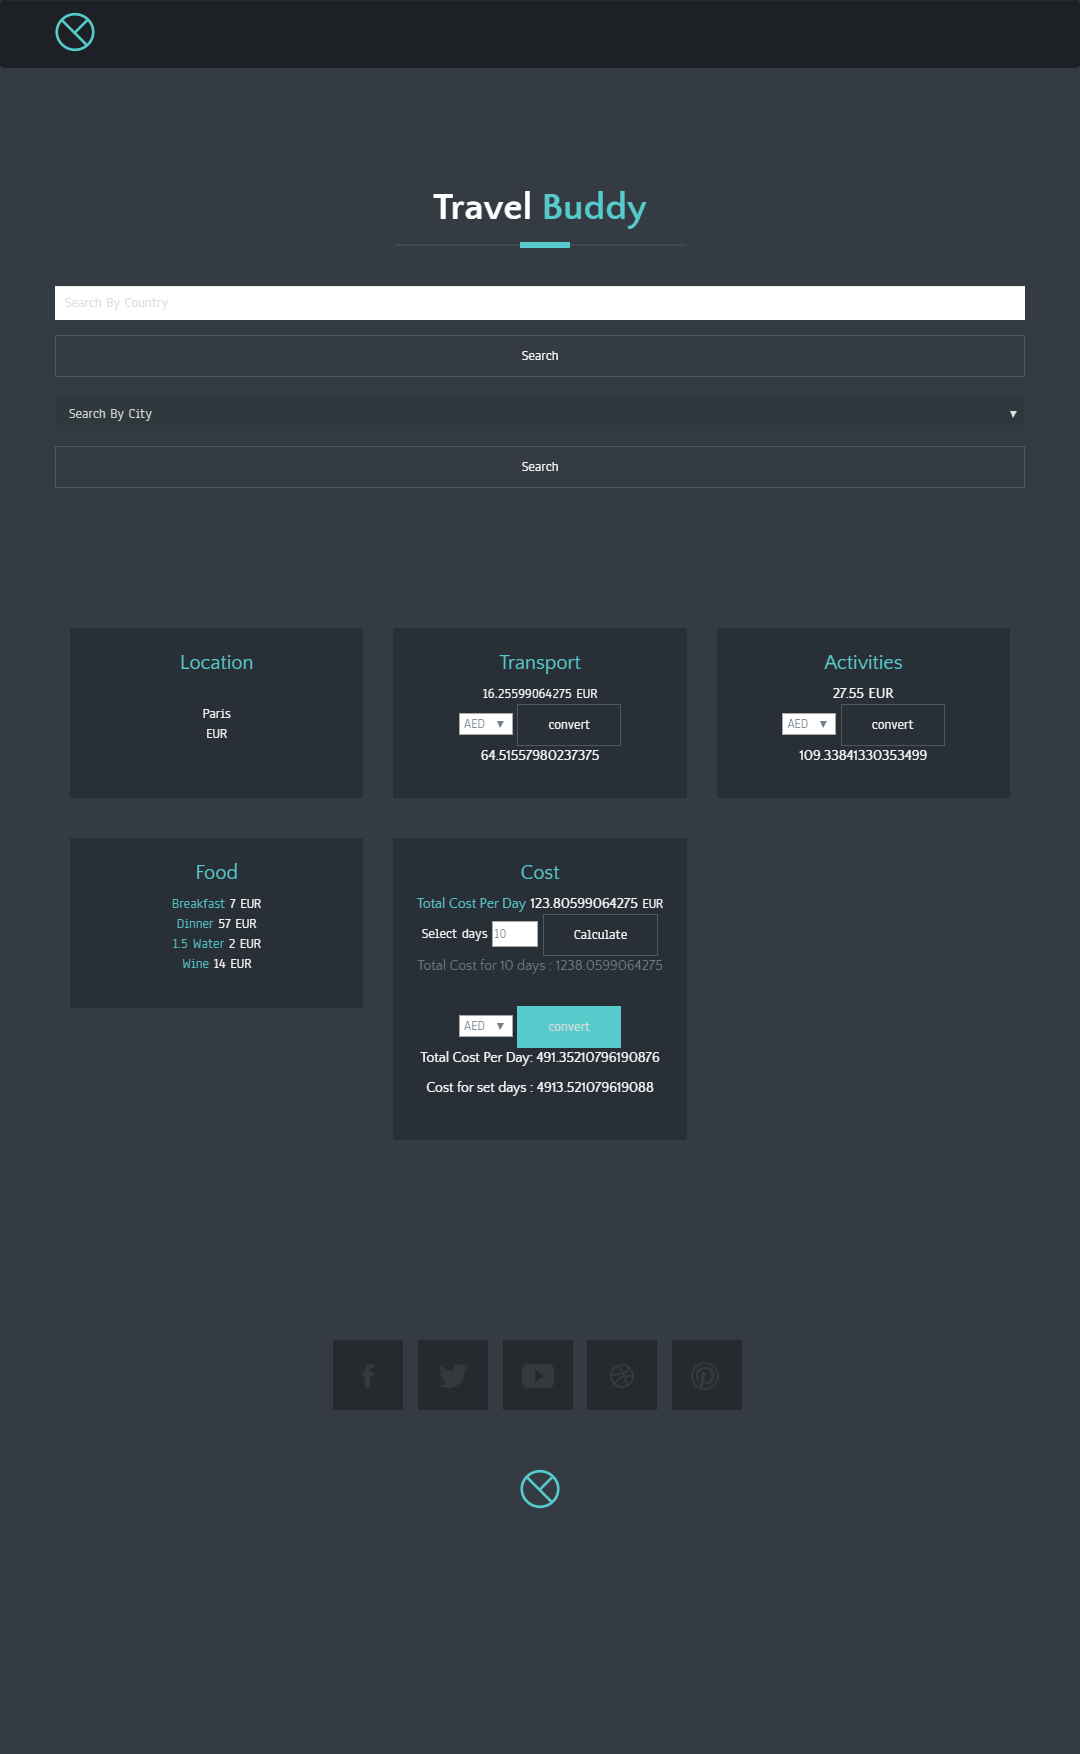 Travel Buddy
Search By Country
Search
Search By City
Search
Location
Paris
EUR
Transport
16.25599064275 EUR
AED convert
64.51557980237375
Activities
27.55 EUR
AED convert
109.33841330353499
Food
Breakfast 7 EUR
Dinner 57 EUR
1.5 Water 2 EUR
Wine 14 EUR
Cost
Total Cost Per Day 123.80599064275 EUR
Select days 10 Calculate
Total Cost for 10 days : 1238.0599064275
AED convert
Total Cost Per Day: 491.35210796190876
Cost for set days : 4913.521079619088